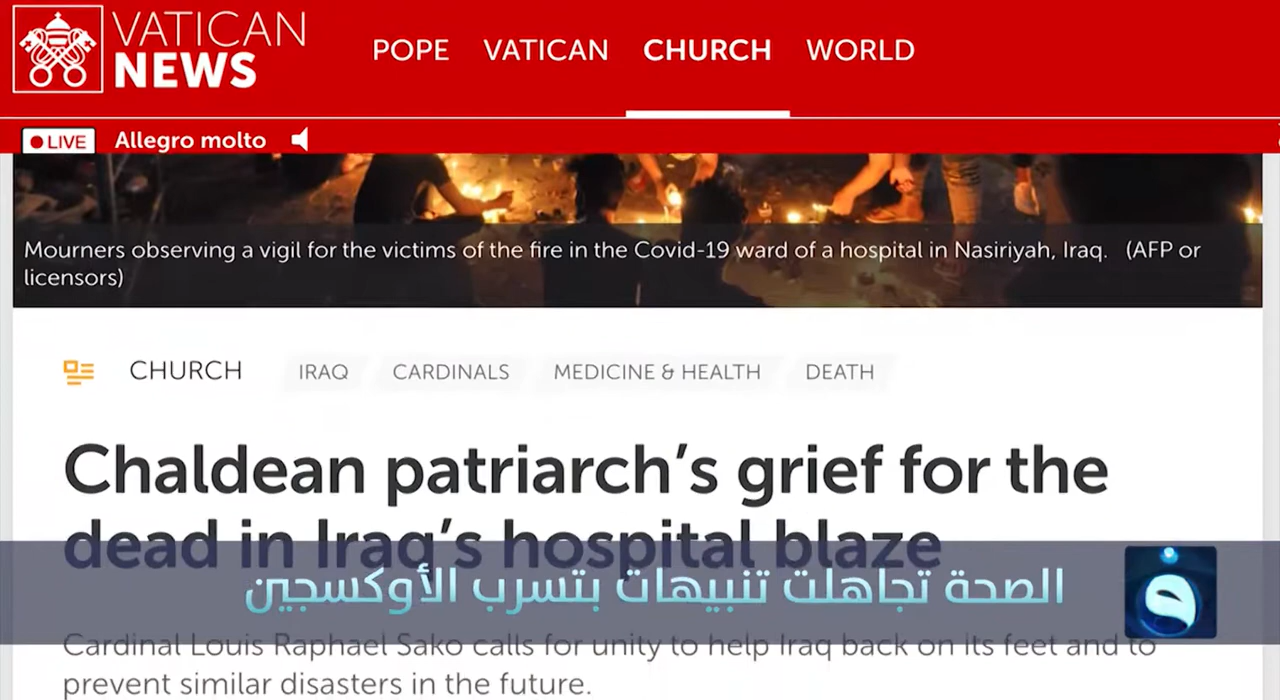 VATICAN
NEWS
POPE VATICAN CHURCH WORLD
LIVE Allegro molto
Mourners observing a vigil for the victims of the fire in the Covid-19 ward of a hospital in Nasiriyah, Iraq. (AFP or
licensors)
CHURCH IRAQ CARDINALS MEDICINE & HEALTH DEATH
Chaldean patriarch's grief for the
dead in Iraq's hospital blaze
الصحة تجاهلت تنبيهات بتسرب الأوكسجين
Cardinal Louis Raphael Sako calls for unity to help Iraq back on its feet and to
prevent similar disasters in the future.